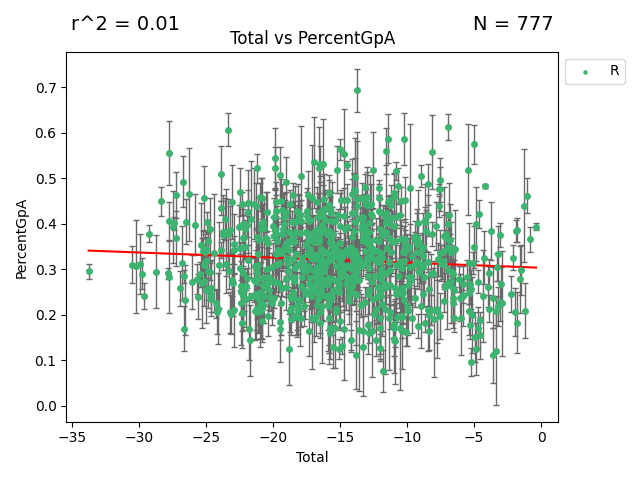 r^2 = 0.01
N = 777
Total vs PercentGpA
R
PercentGpA
0.7
0.6
0.5
0.4
0.3
0.2
0.1
0.0
−35 −30 −25 −20 −15 −10 −5 0
Total